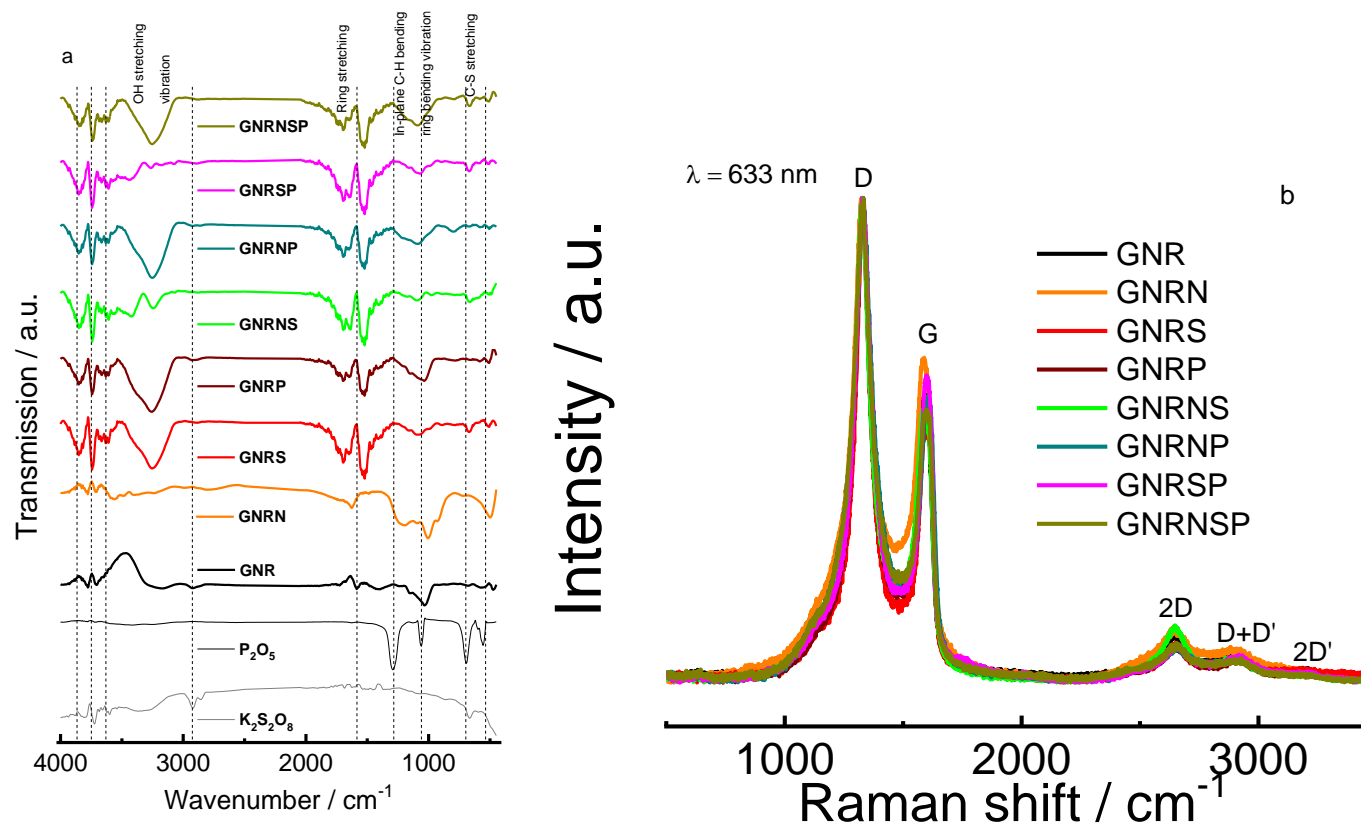 a
OH stretching
vibration
Ring stretching
In-plane C-H bending
ring bending vibration
C-S stretching
GNRNSP
GNRSP
GNRNP
GNRNS
GNRP
GNRS
GNRN
GNR
P₂O₅
K₂S₂O₈
Transmission / a.u.
4000 3000 2000 1000
Wavenumber / cm⁻¹
b
λ = 633 nm
D
G
2D
D+D'
2D'
GNR
GNRN
GNRS
GNRP
GNRNS
GNRNP
GNRSP
GNRNSP
Intensity / a.u.
1000 2000 3000
Raman shift / cm⁻¹